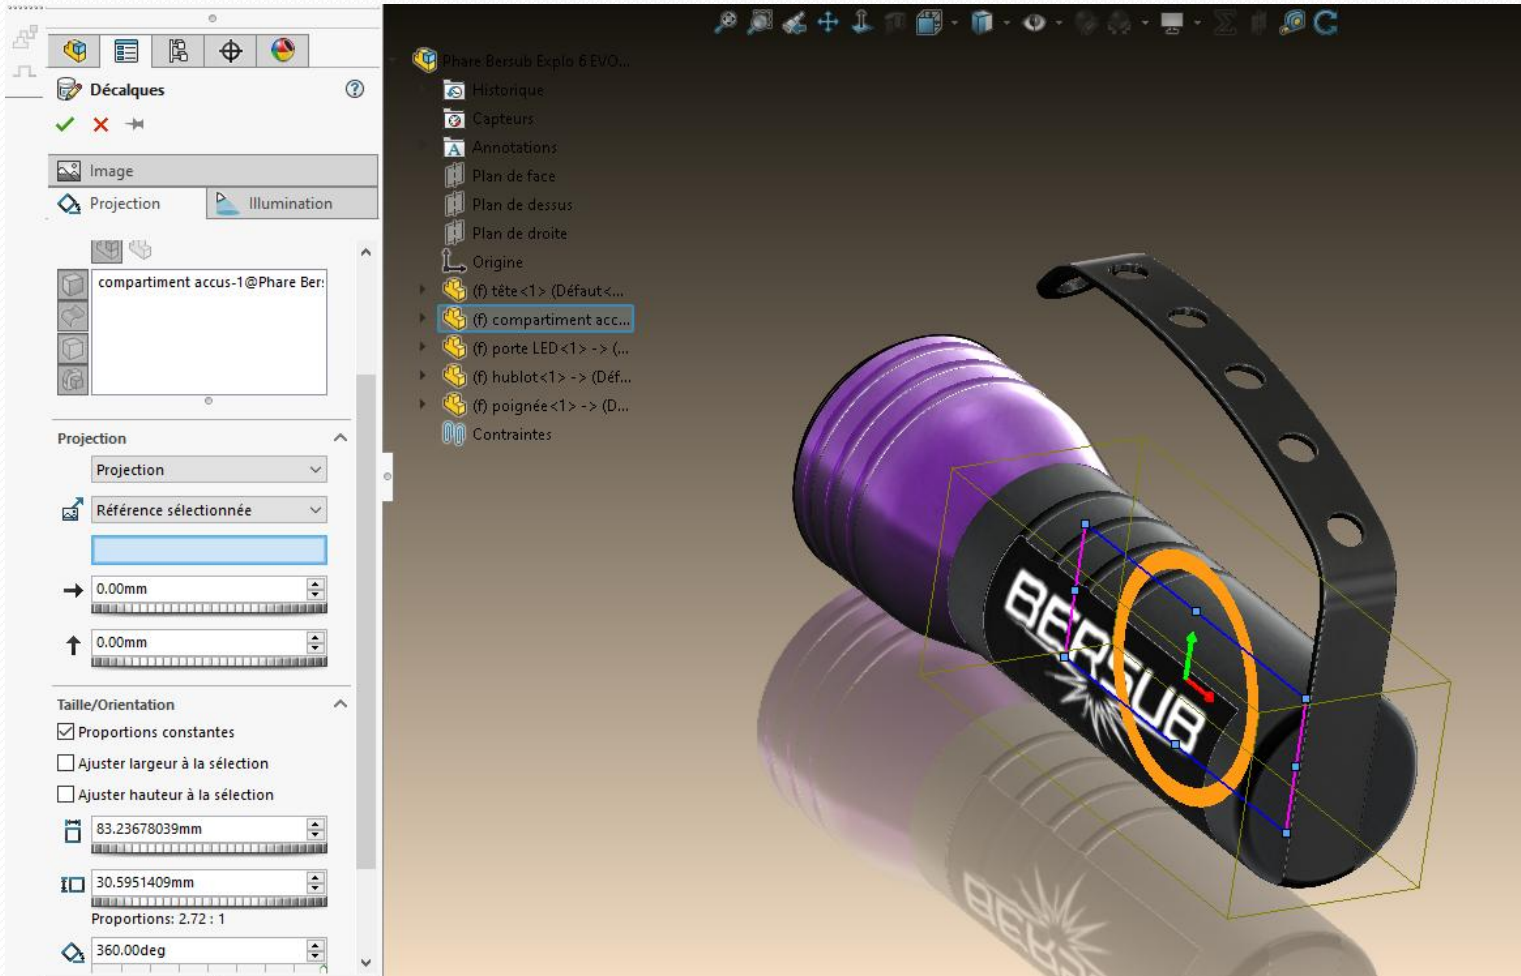 Décalques
Image
Projection
Illumination
compartiment accus-1@Phare Ber
Projection
Projection
Référence sélectionnée
0.00mm
0.00mm
Taille/Orientation
Proportions constantes
Ajuster largeur à la sélection
Ajuster hauteur à la sélection
83.23678039mm
30.5951409mm
Proportions: 2.72 : 1
360.00deg
Phare Bersub Explo 6 EVO...
Historique
Capteurs
Annotations
Plan de face
Plan de dessus
Plan de droite
Origine
(f) tête<1> (Défaut<...
(f) compartiment acc...
(f) porte LED<1> -> (...
(f) hublot<1> -> (Déf...
(f) poignée<1> -> (D...
Contraintes
BERSUB